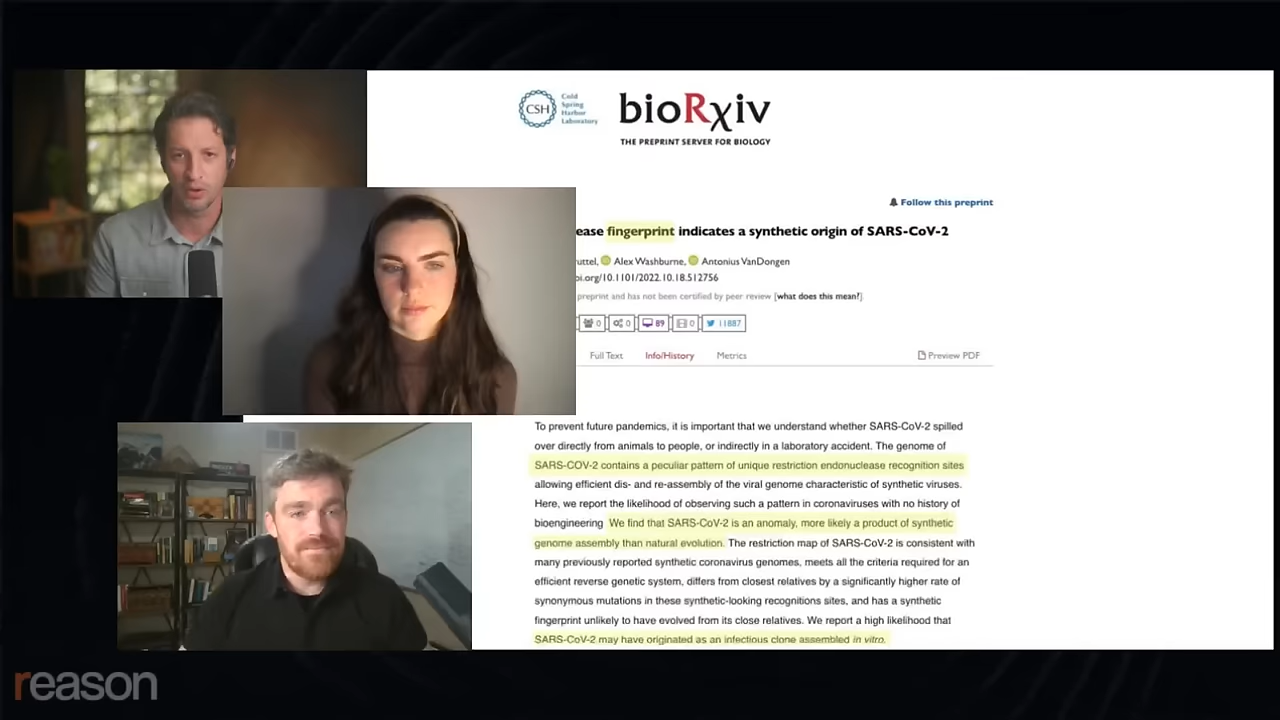 CSH
Cold
Spring
Harbor
Laboratory
bioRxiv
THE PREPRINT SERVER FOR BIOLOGY
Follow this preprint
ease fingerprint indicates a synthetic origin of SARS-CoV-2
ruttel, Alex Washburne, Antonius VanDongen
oi.org/10.1101/2022.10.18.512756
preprint and has not been certified by peer review [what does this mean?].
0 0 89 0 11887
Full Text Info/History Metrics Preview PDF
To prevent future pandemics, it is important that we understand whether SARS-CoV-2 spilled
over directly from animals to people, or indirectly in a laboratory accident. The genome of
SARS-COV-2 contains a peculiar pattern of unique restriction endonuclease recognition sites
allowing efficient dis- and re-assembly of the viral genome characteristic of synthetic viruses.
Here, we report the likelihood of observing such a pattern in coronaviruses with no history of
bioengineering We find that SARS-CoV-2 is an anomaly, more likely a product of synthetic
genome assembly than natural evolution. The restriction map of SARS-CoV-2 is consistent with
many previously reported synthetic coronavirus genomes, meets all the criteria required for an
efficient reverse genetic system, differs from closest relatives by a significantly higher rate of
synonymous mutations in these synthetic-looking recognitions sites, and has a synthetic
fingerprint unlikely to have evolved from its close relatives. We report a high likelihood that
SARS-CoV-2 may have originated as an infectious clone assembled in vitro.
reason